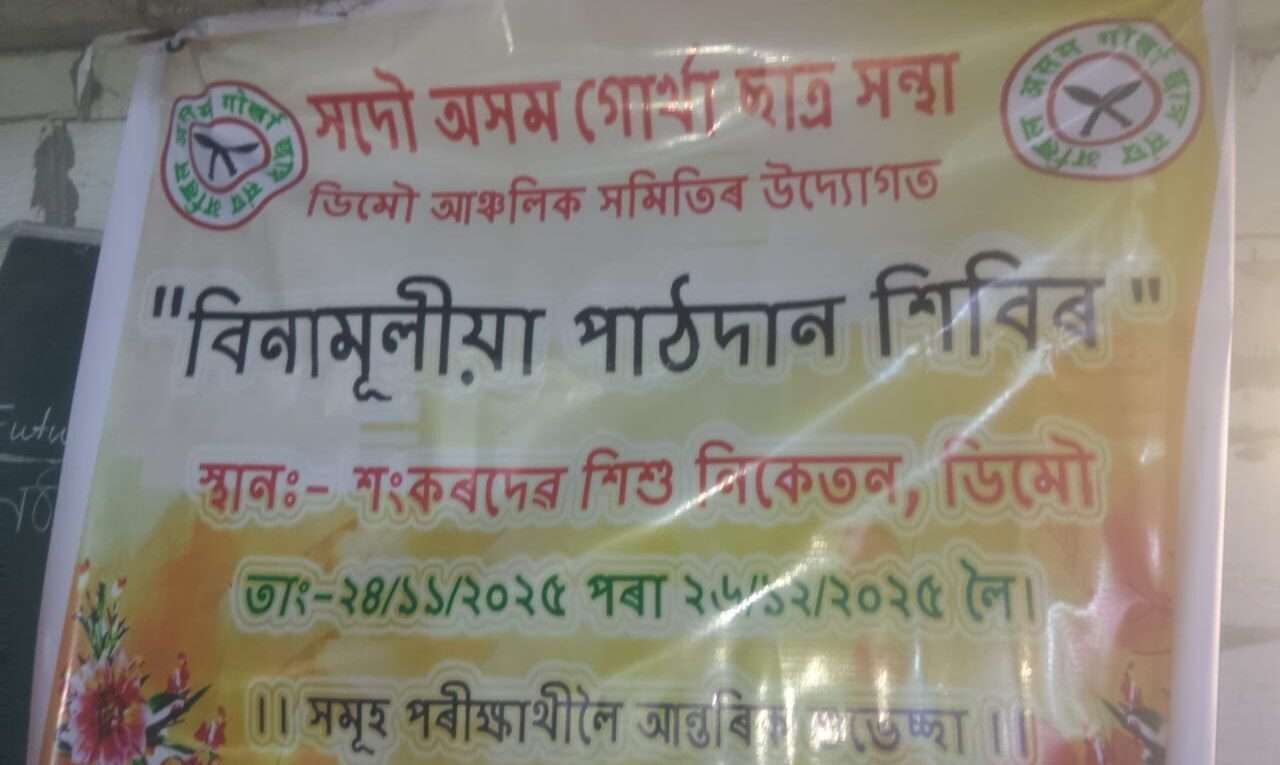 সদৌ অসম গোৰ্খা ছাত্ৰ সন্থা
ডিমৌ আঞ্চলিক সমিতিৰ উদ্যোগত
"বিনামূলীয়া পাঠদান শিবিৰ"
স্থানঃ- শংকৰদেৱ শিশু নিকেতন, ডিমৌ
তাং-২৪/১১/২০২৫ পৰা ২৬/১২/২০২৫ লৈ।
।। সমূহ পৰীক্ষাৰ্থীলৈ আন্তৰিক শুভেচ্ছা ।।